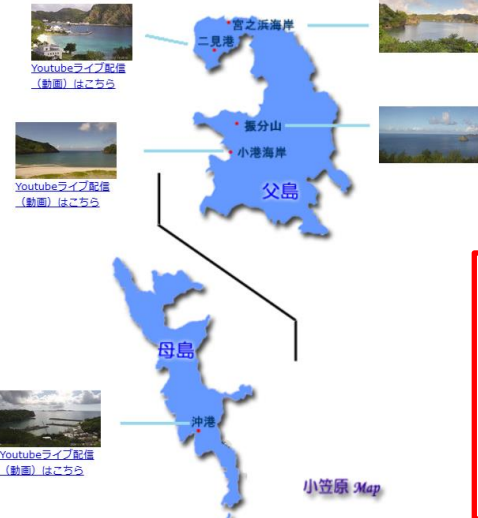 宮之浜海岸
二見港
Youtubeライブ配信
（動画）はこちら
振分山
小港海岸
Youtubeライブ配信
（動画）はこちら
父島
母島
沖港
Youtubeライブ配信
（動画）はこちら
小笠原 Map